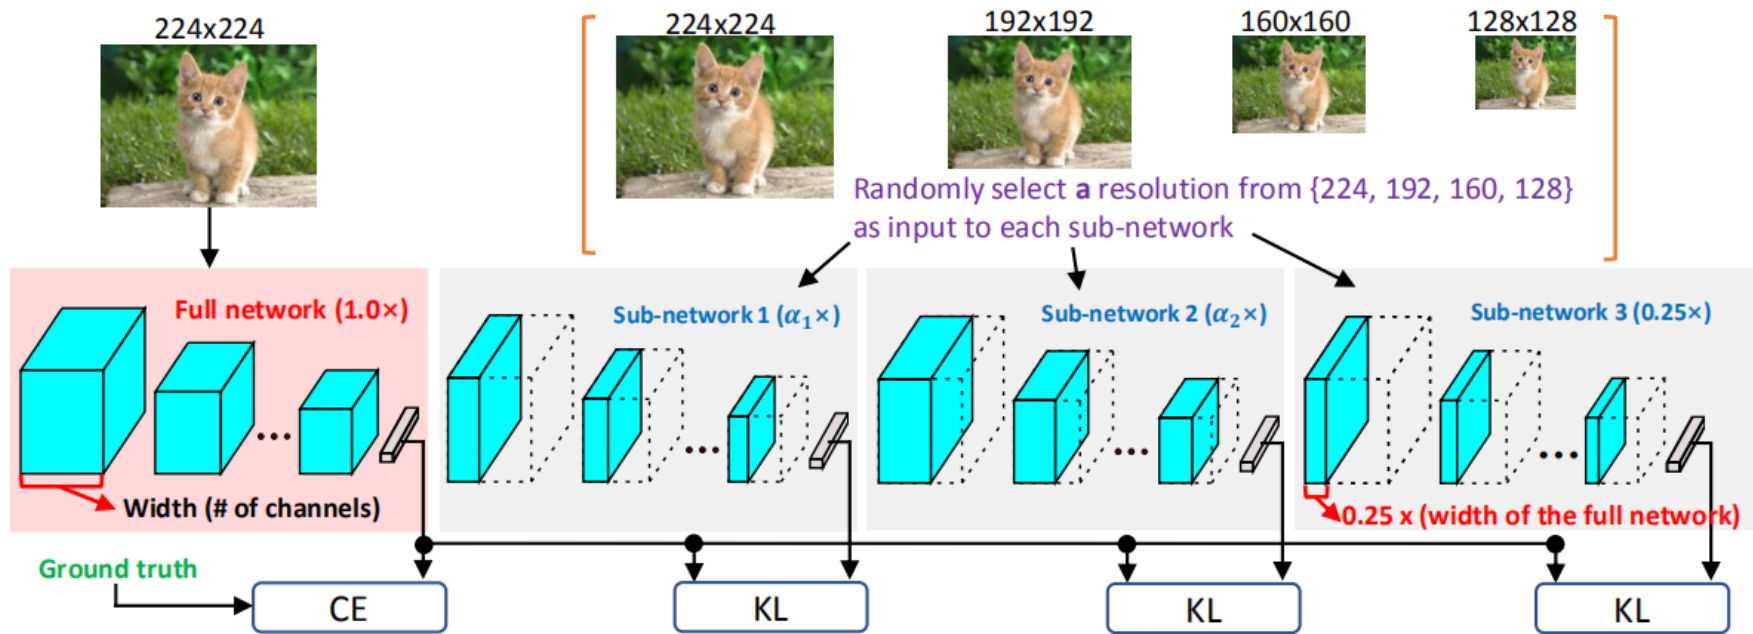 224x224
224x224
192x192
160x160
128x128
Randomly select a resolution from {224, 192, 160, 128}
as input to each sub-network
Full network (1.0×)
Sub-network 1 (α₁×)
Sub-network 2 (α₂×)
Sub-network 3 (0.25×)
Width (# of channels)
0.25 x (width of the full network)
Ground truth
CE
KL
KL
KL